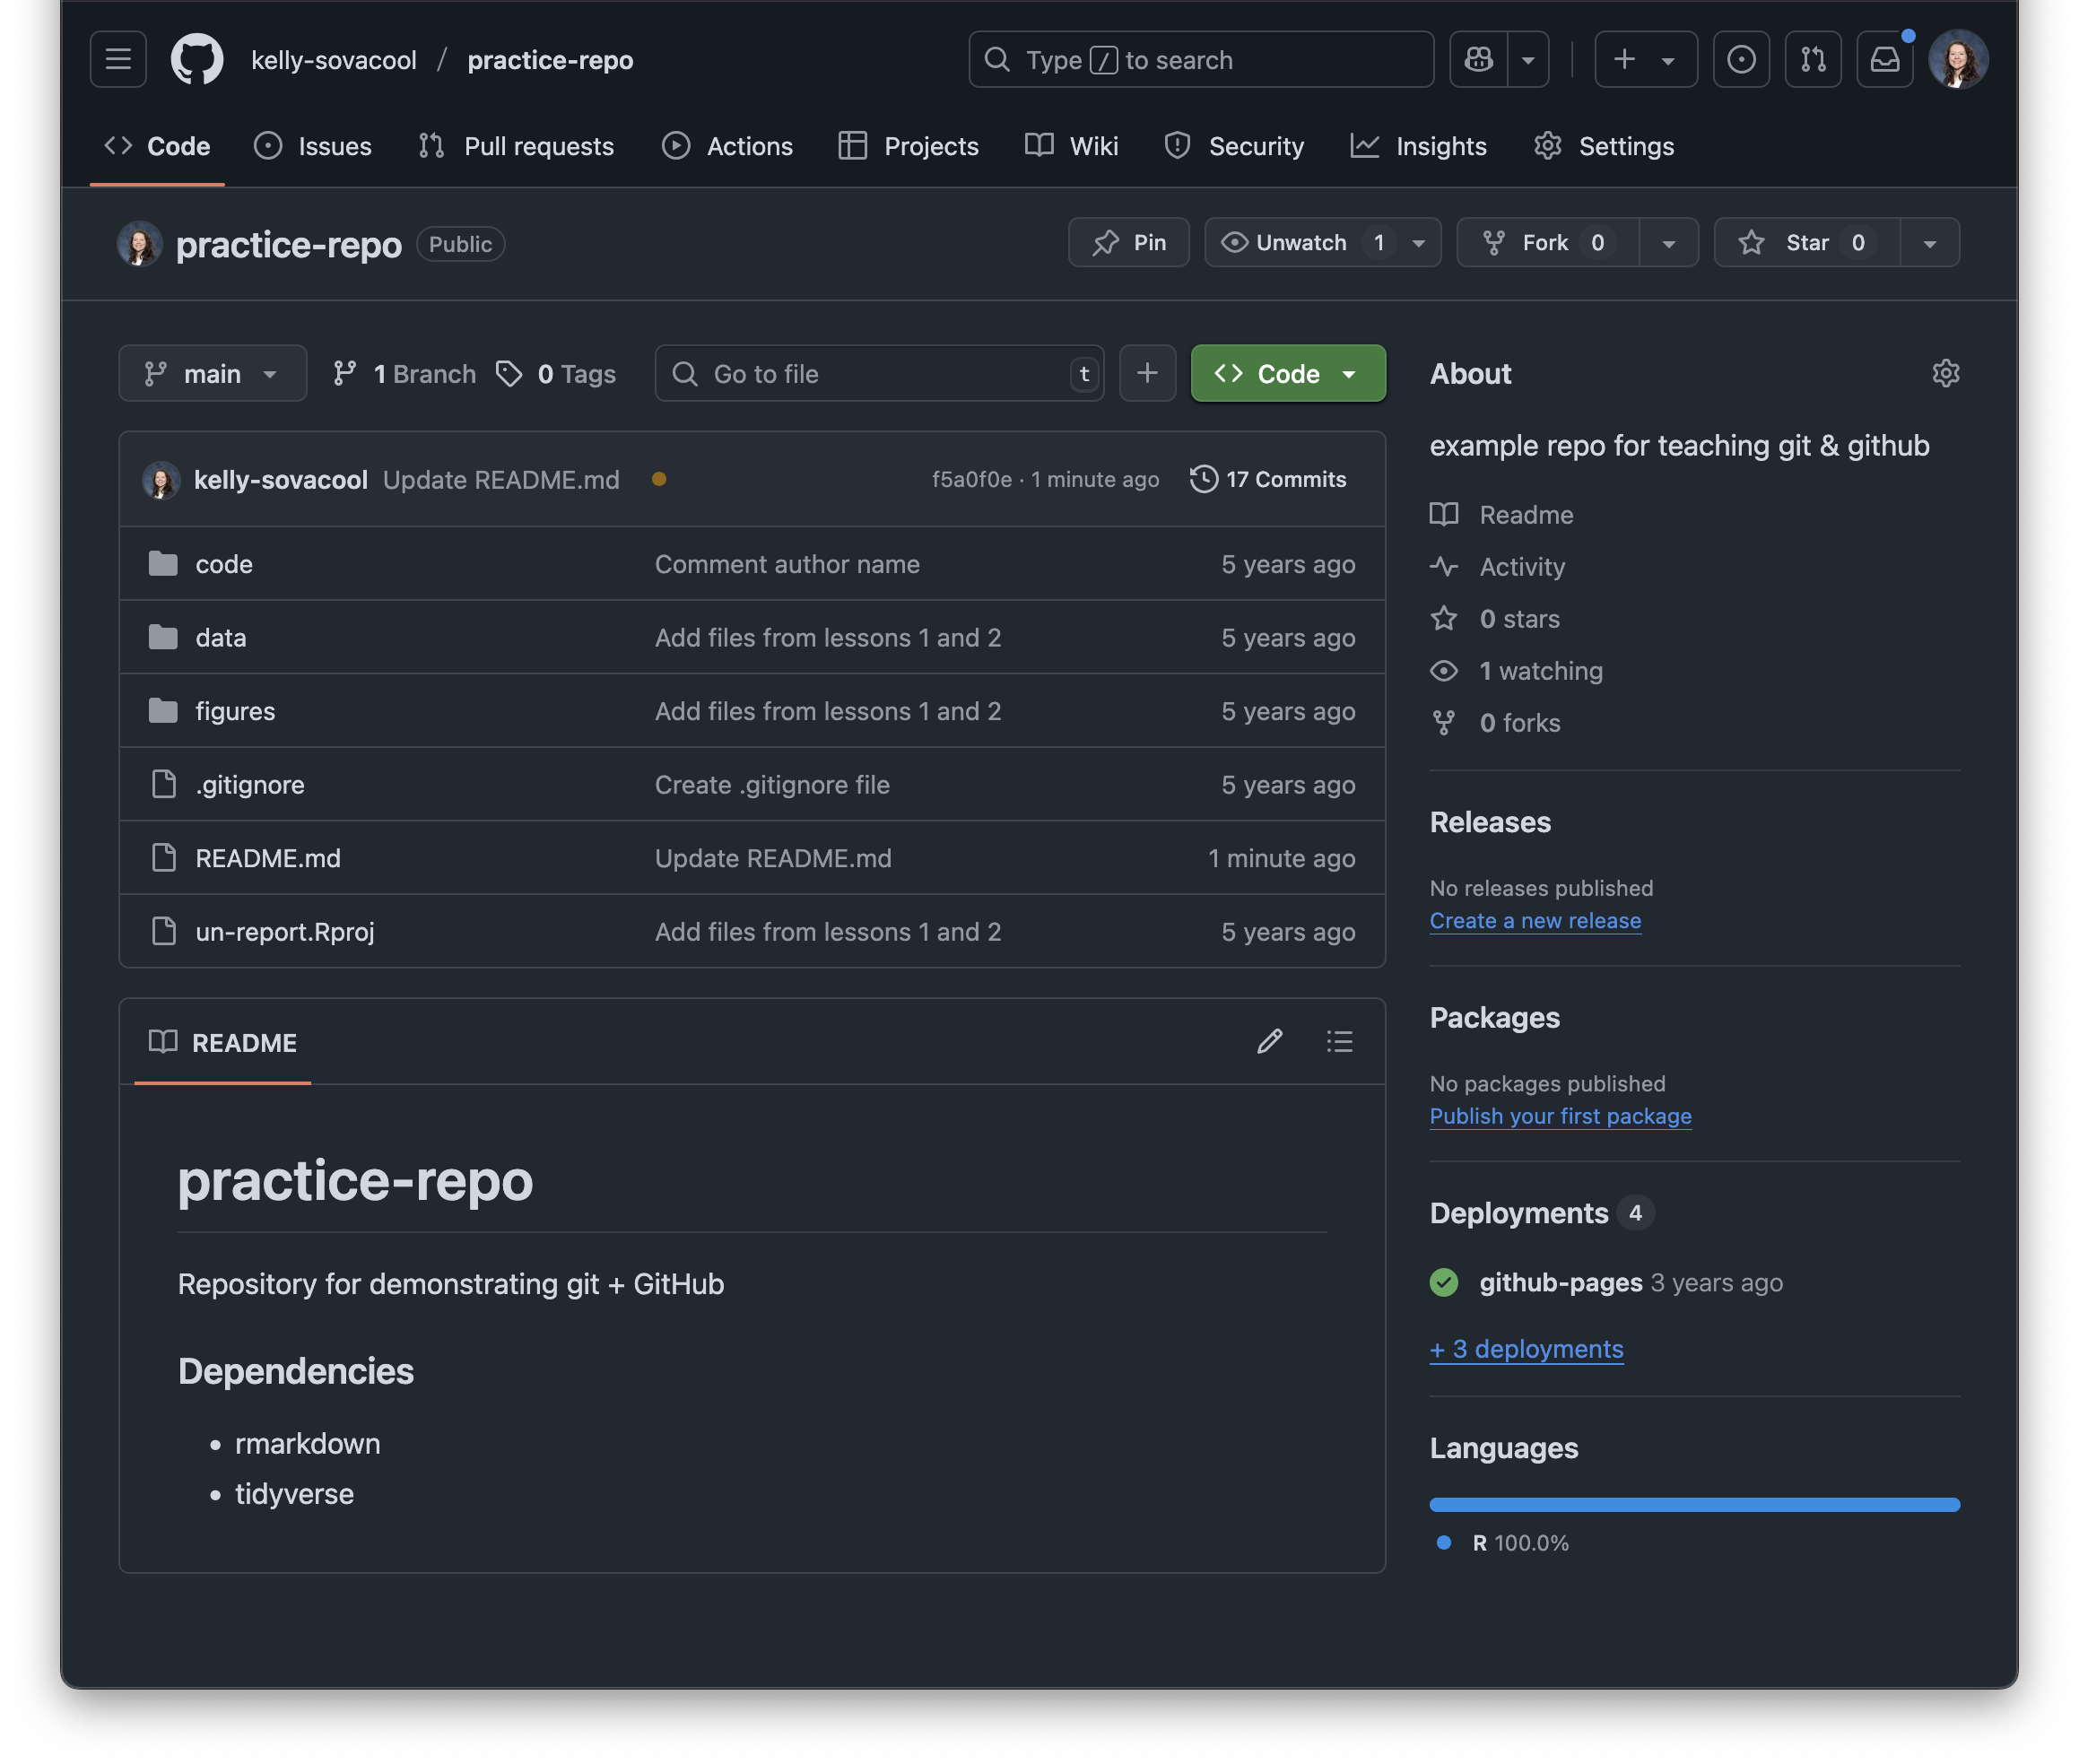 kelly-sovacool / practice-repo
Type / to search
Code Issues Pull requests Actions Projects Wiki Security Insights Settings
practice-repo Public
Pin Unwatch 1 Fork 0 Star 0
main 1 Branch 0 Tags Go to file t Code
kelly-sovacool Update README.md f5a0f0e · 1 minute ago 17 Commits
code Comment author name 5 years ago
data Add files from lessons 1 and 2 5 years ago
figures Add files from lessons 1 and 2 5 years ago
.gitignore Create .gitignore file 5 years ago
README.md Update README.md 1 minute ago
un-report.Rproj Add files from lessons 1 and 2 5 years ago
README
practice-repo
Repository for demonstrating git + GitHub
Dependencies
• rmarkdown
• tidyverse
About
example repo for teaching git & github
Readme
Activity
0 stars
1 watching
0 forks
Releases
No releases published
Create a new release
Packages
No packages published
Publish your first package
Deployments 4
github-pages 3 years ago
+ 3 deployments
Languages
R 100.0%